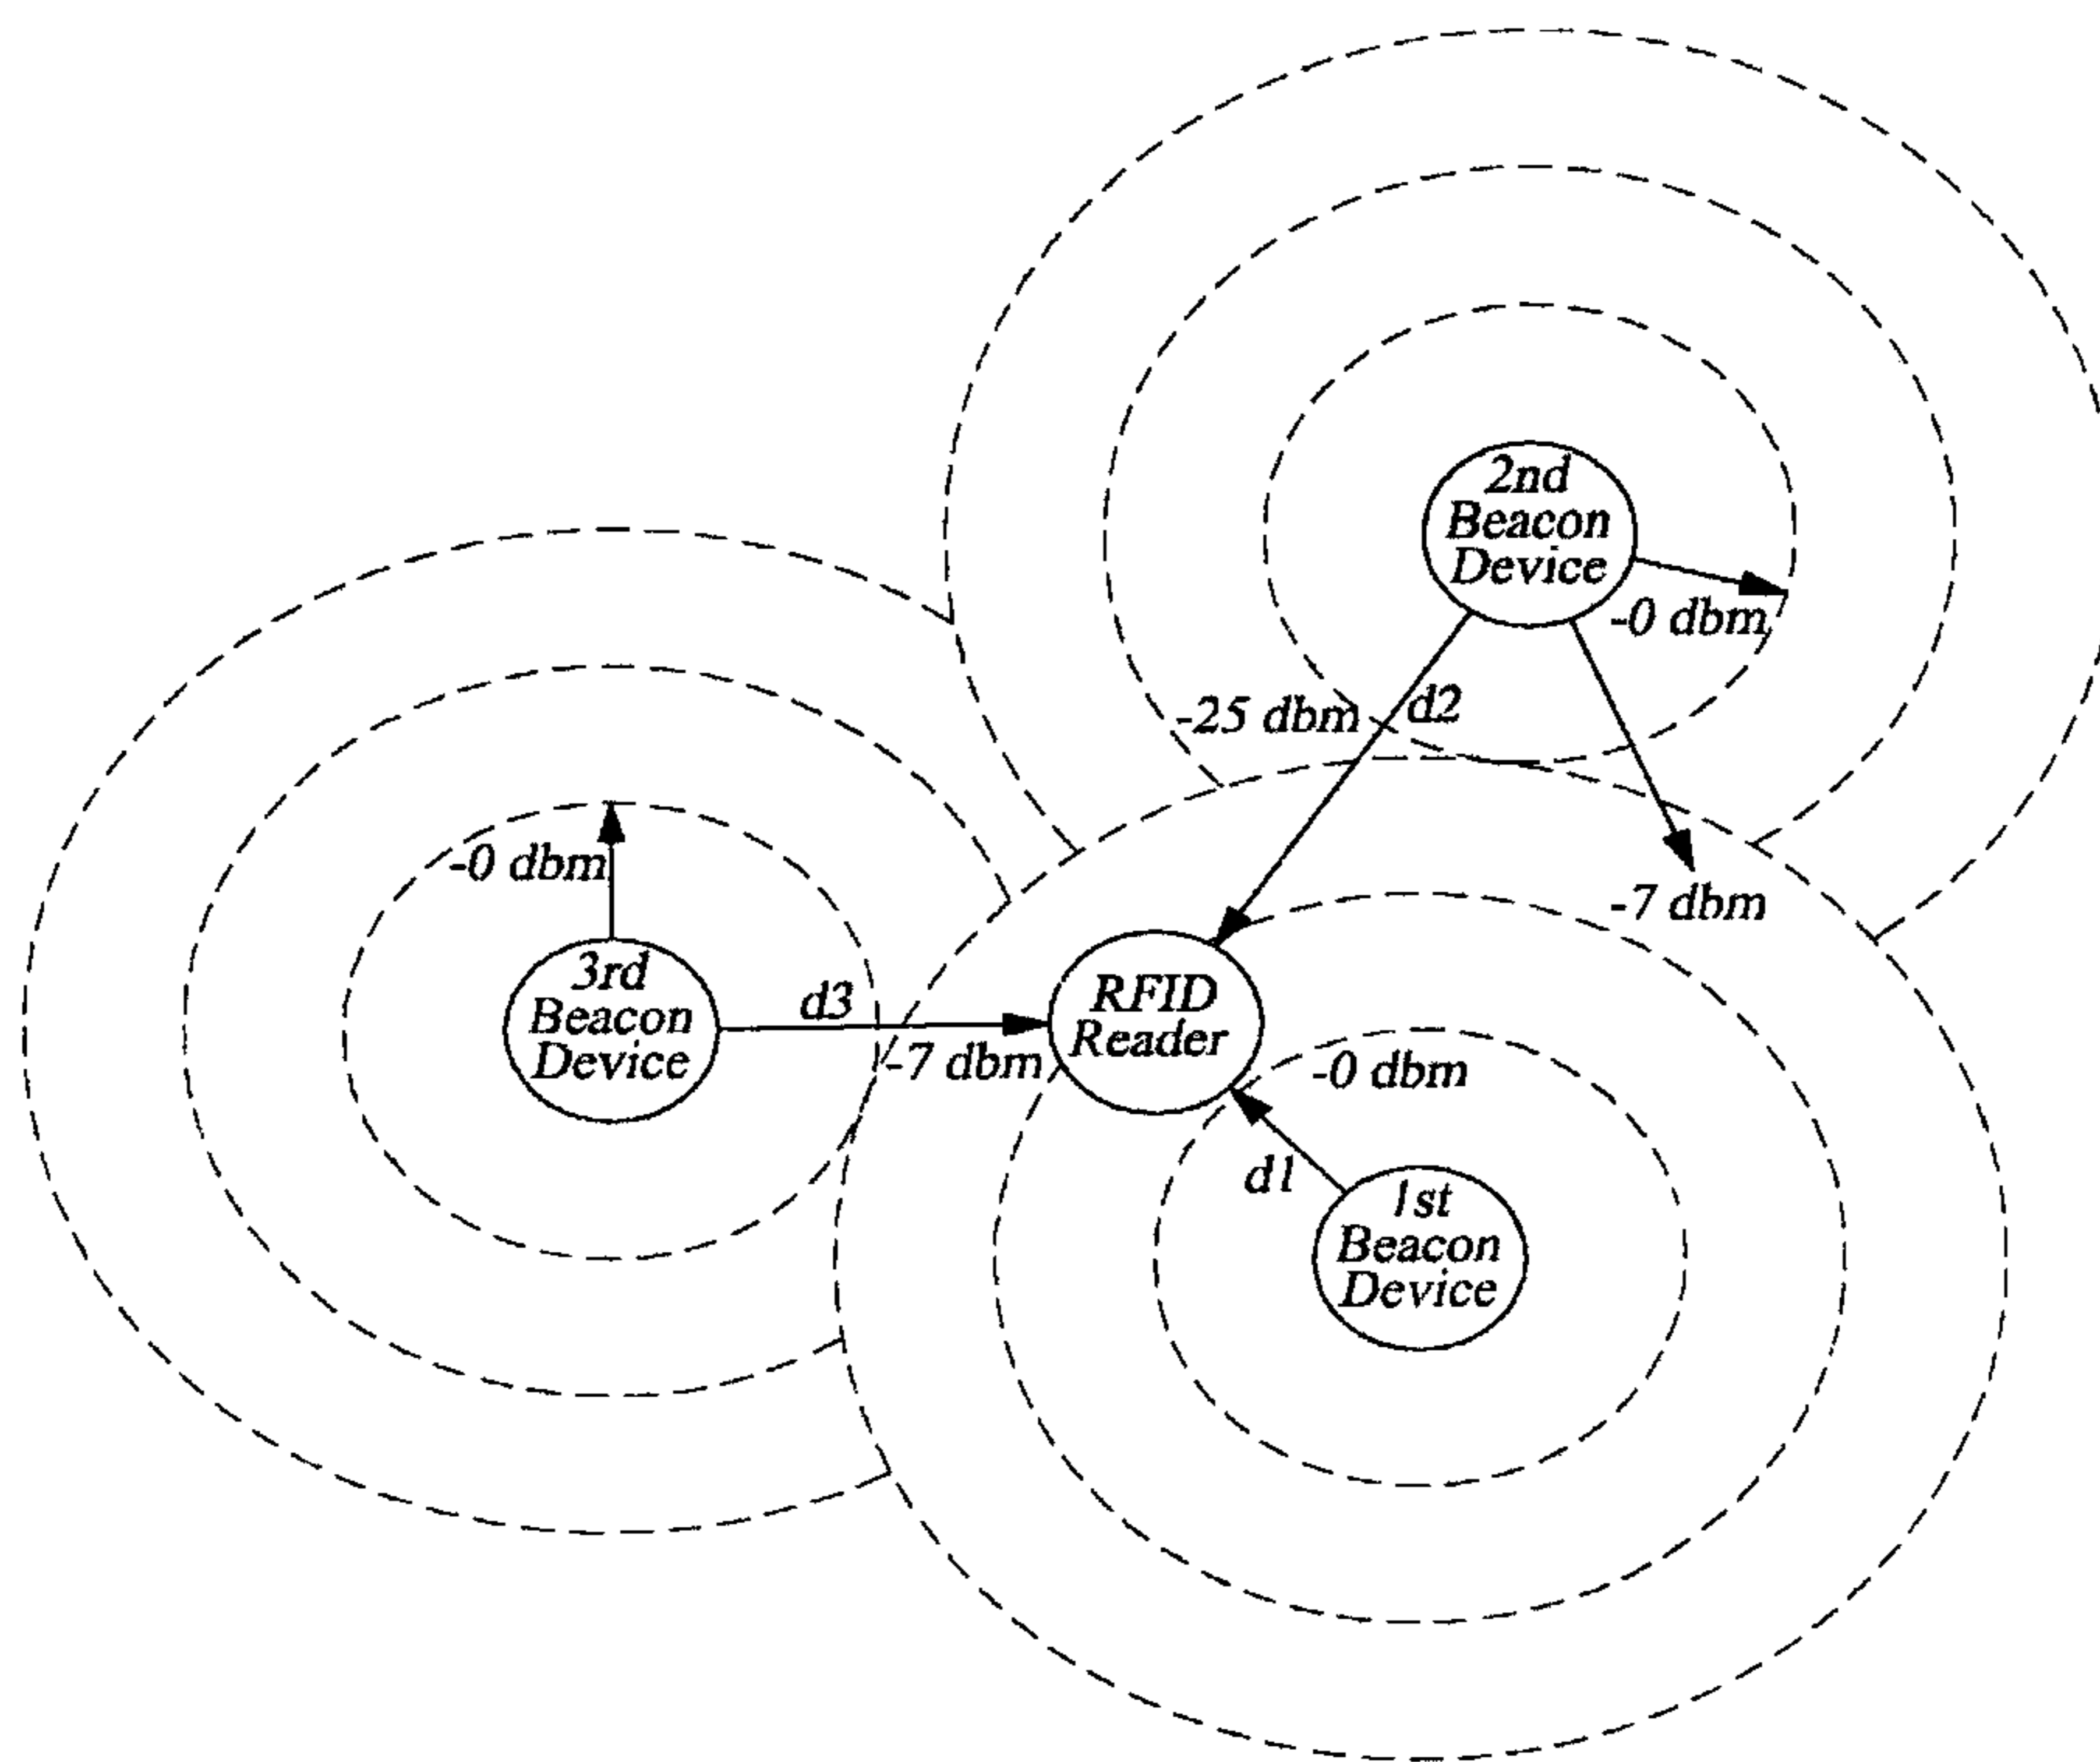 2nd
Beacon
Device
-0 dbm
-25 dbm
d2
-7 dbm
-0 dbm
3rd
Beacon
Device
d3
-7 dbm
RFID
Reader
-0 dbm
d1
1st
Beacon
Device